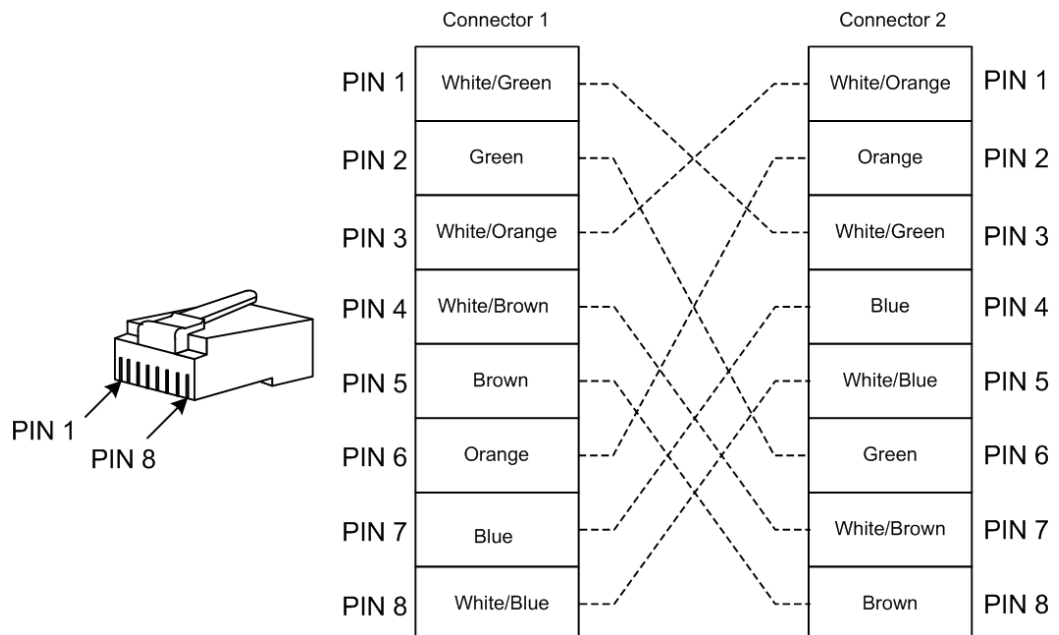 Connector 1 Connector 2
PIN 1 White/Green White/Orange PIN 1
PIN 2 Green Orange PIN 2
PIN 3 White/Orange White/Green PIN 3
PIN 4 White/Brown Blue PIN 4
PIN 5 Brown White/Blue PIN 5
PIN 6 Orange Green PIN 6
PIN 7 Blue White/Brown PIN 7
PIN 8 White/Blue Brown PIN 8
PIN 1
PIN 8